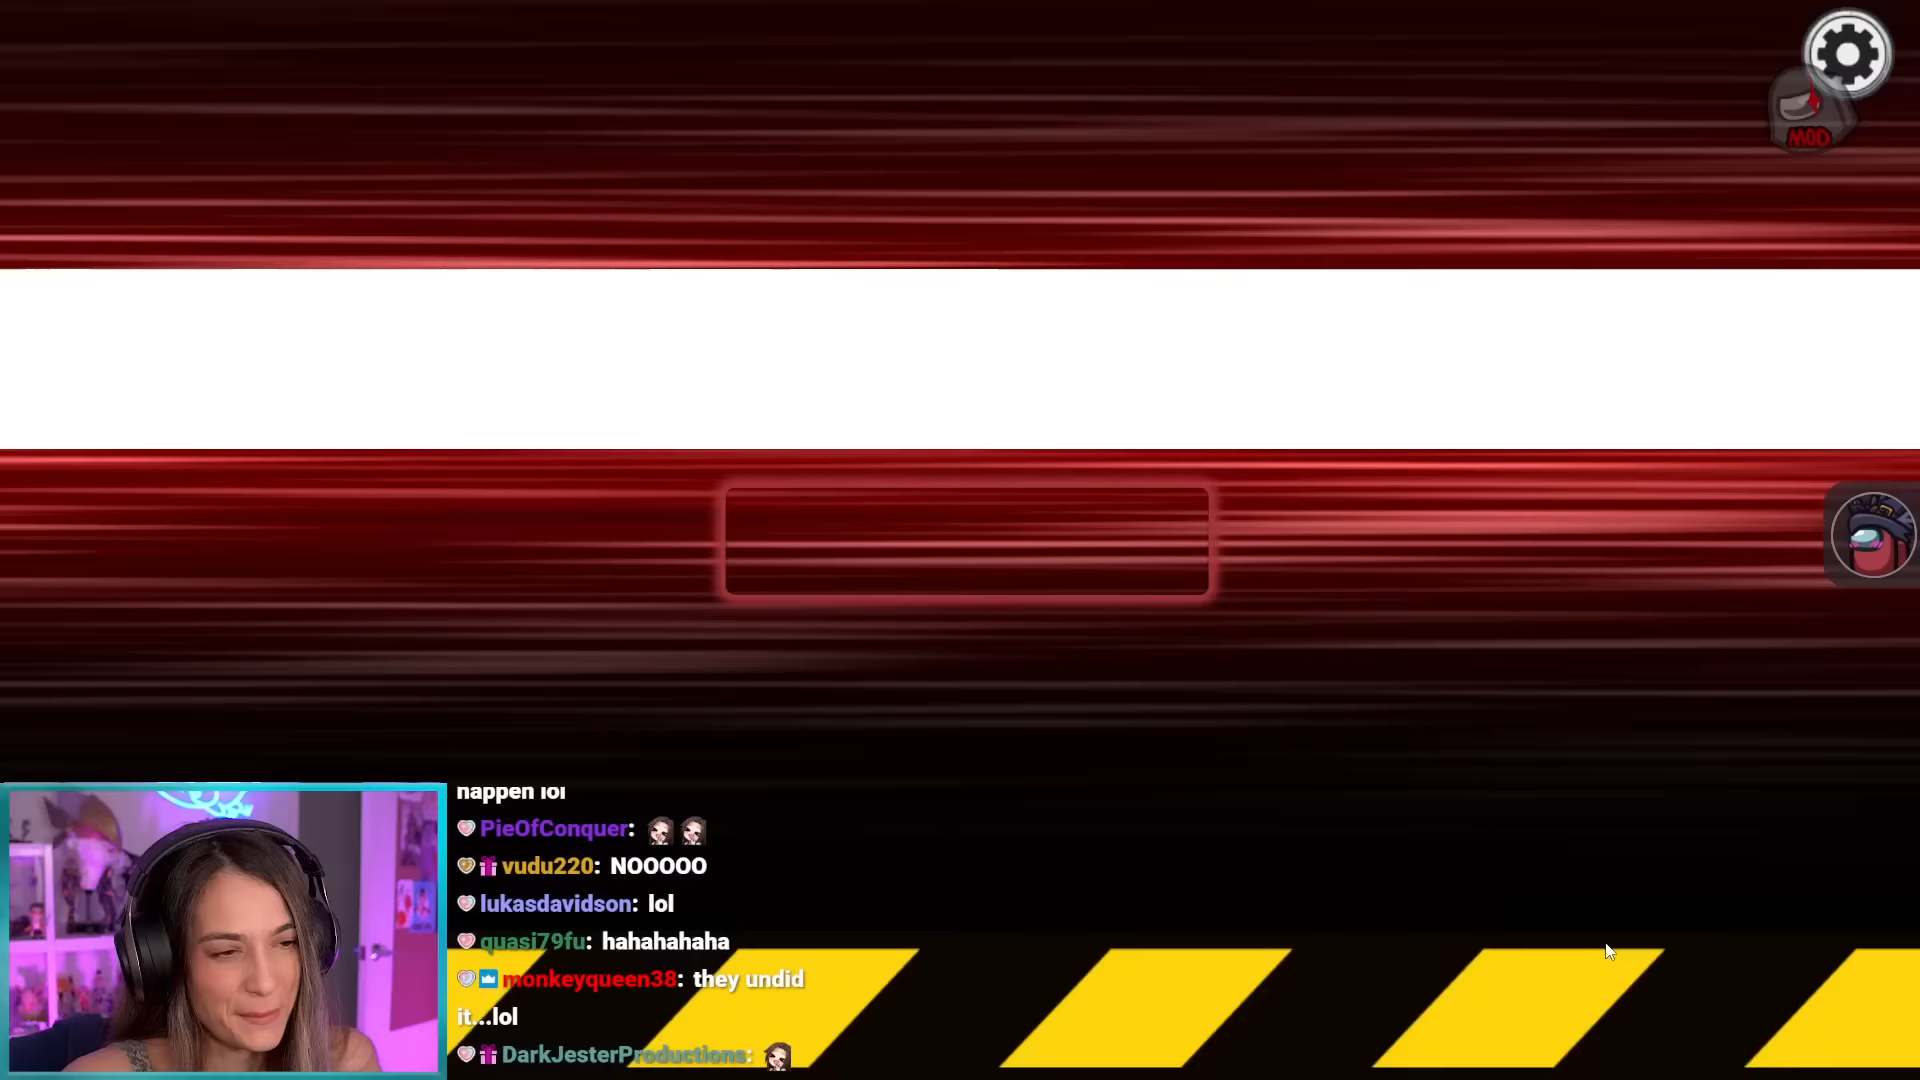 MOD
happen lol
PieOfConquer:
vudu220: NOOOOO
lukasdavidson: lol
quasi79fu: hahahahaha
monkeyqueen38: they undid
it...lol
DarkJesterProductions: